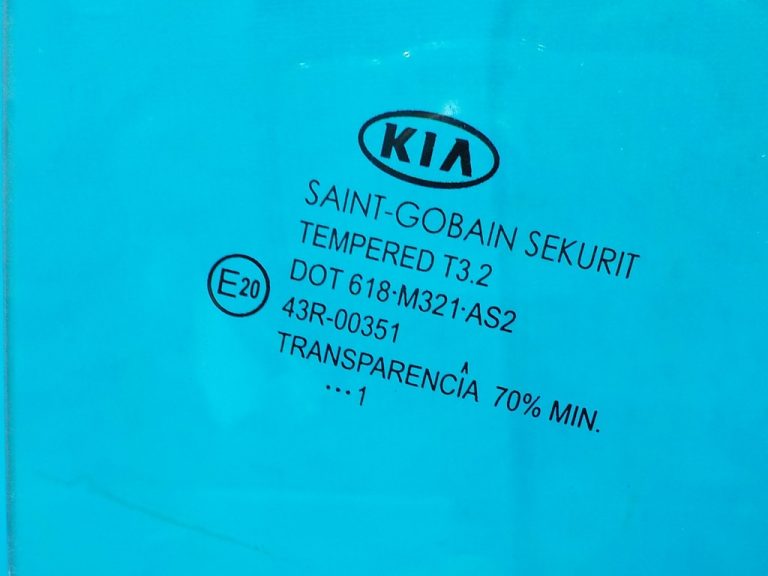 KIA
SAINT-GOBAIN SEKURIT
TEMPERED T3.2
DOT 618·M321·AS2
E20
43R-00351
TRANSPARENCIA 70% MIN.
...1